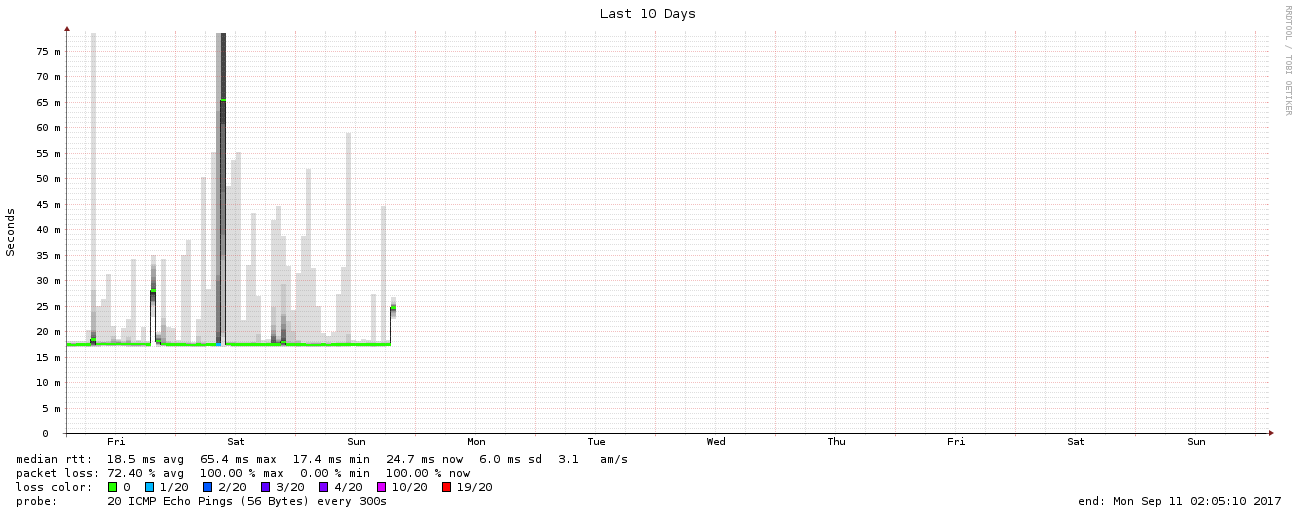 Last 10 Days
RRDTOOL / TOBI OETIKER
Seconds
75 m
70 m
65 m
60 m
55 m
50 m
45 m
40 m
35 m
30 m
25 m
20 m
15 m
10 m
5 m
0
Fri Sat Sun Mon Tue Wed Thu Fri Sat Sun
median rtt: 18.5 ms avg 65.4 ms max 17.4 ms min 24.7 ms now 6.0 ms sd 3.1 am/s
packet loss: 72.40 % avg 100.00 % max 0.00 % min 100.00 % now
loss color: 0 1/20 2/20 3/20 4/20 10/20 19/20
probe: 20 ICMP Echo Pings (56 Bytes) every 300s end: Mon Sep 11 02:05:10 2017